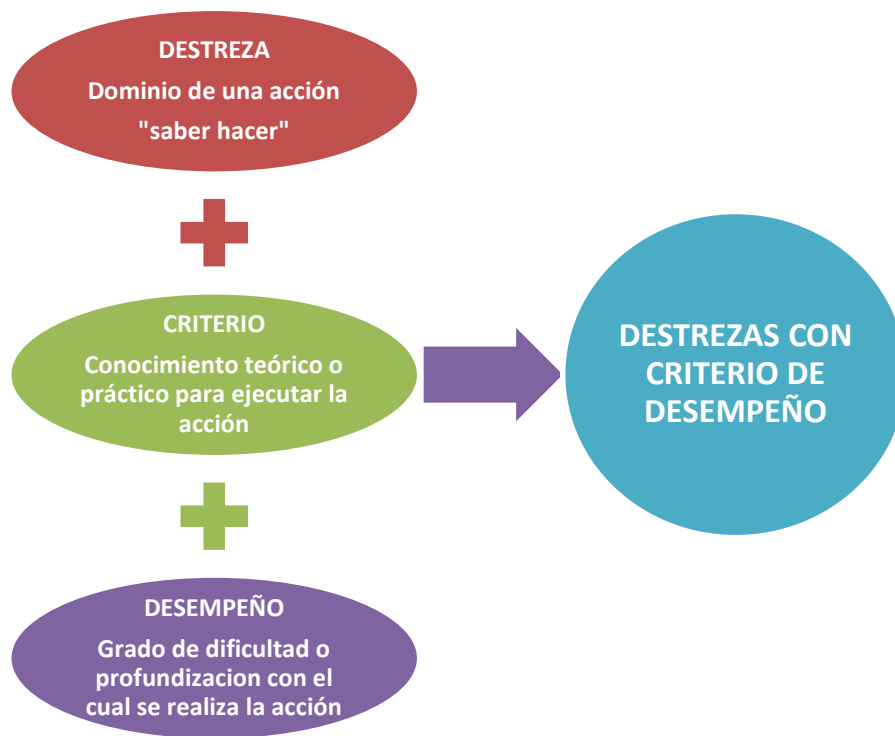 DESTREZA
Dominio de una acción
"saber hacer"
CRITERIO
Conocimiento teórico o
práctico para ejecutar la
acción
DESEMPEÑO
Grado de dificultad o
profundizacion con el
cual se realiza la acción
DESTREZAS CON
CRITERIO DE
DESEMPEÑO